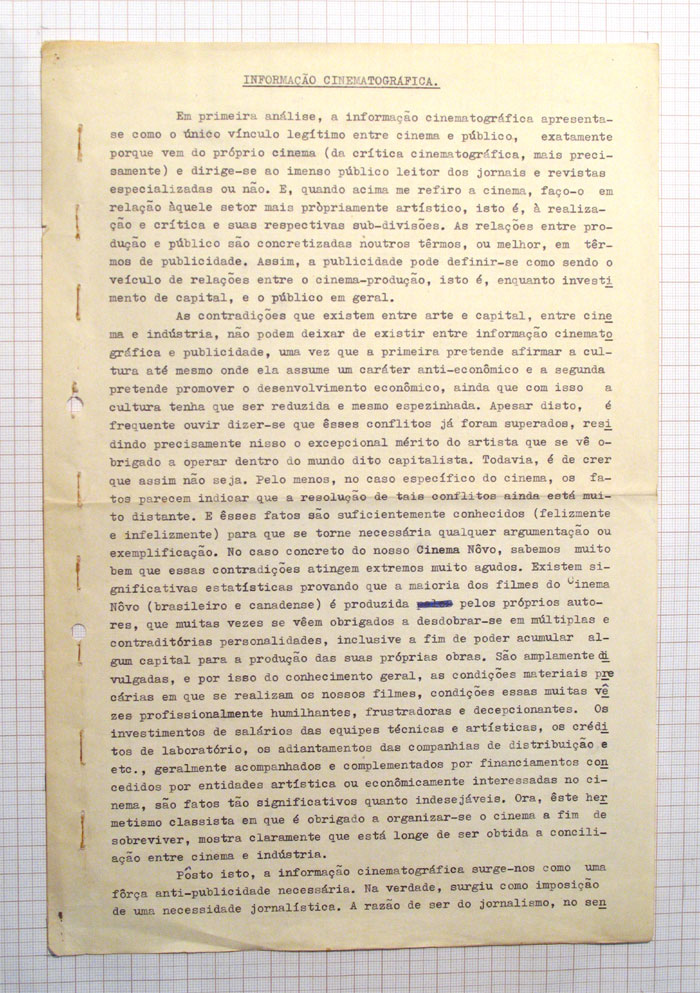 INFORMAÇÃO CINEMATOGRÁFICA.
Em primeira análise, a informação cinematográfica apresenta-
se como o único vínculo legítimo entre cinema e público, exatamente
porque vem do próprio cinema (da crítica cinematográfica, mais preci-
samente) e dirige-se ao imenso público leitor dos jornais e revistas
especializadas ou não. E, quando acima me refiro a cinema, faço-o em
relação àquele setor mais pròpriamente artístico, isto é, à realiza-
ção e crítica e suas respectivas sub-divisões. As relações entre pro-
dução e público são concretizadas noutros têrmos, ou melhor, em têr-
mos de publicidade. Assim, a publicidade pode definir-se como sendo o
veículo de relações entre o cinema-produção, isto é, enquanto investi
mento de capital, e o público em geral.
As contradições que existem entre arte e capital, entre cine
ma e indústria, não podem deixar de existir entre informação cinemato
gráfica e publicidade, uma vez que a primeira pretende afirmar a cul-
tura até mesmo onde ela assume um caráter anti-econômico e a segunda
pretende promover o desenvolvimento econômico, ainda que com isso a
cultura tenha que ser reduzida e mesmo espezinhada. Apesar disto, é
frequente ouvir dizer-se que êsses conflitos já foram superados, resi
dindo precisamente nisso o excepcional mérito do artista que se vê o-
brigado a operar dentro do mundo dito capitalista. Todavia, é de crer
que assim não seja. Pelo menos, no caso específico do cinema, os fa-
tos parecem indicar que a resolução de tais conflitos ainda está mui-
to distante. E êsses fatos são suficientemente conhecidos (felizmente
e infelizmente) para que se torne necessária qualquer argumentação ou
exemplificação. No caso concreto do nosso Cinema Nôvo, sabemos muito
bem que essas contradições atingem extremos muito agudos. Existem si-
gnificativas estatísticas provando que a maioria dos filmes do Cinema
Nôvo (brasileiro e canadense) é produzida pelos próprios auto-
res, que muitas vezes se vêem obrigados a desdobrar-se em múltiplas e
contraditórias personalidades, inclusive a fim de poder acumular al-
gum capital para a produção das suas próprias obras. São amplamente di
vulgadas, e por isso do conhecimento geral, as condições materiais pre
cárias em que se realizam os nossos filmes, condições essas muitas vê
zes profissionalmente humilhantes, frustradoras e decepcionantes. Os
investimentos de salários das equipes técnicas e artísticas, os crédi
tos de laboratório, os adiantamentos das companhias de distribuição e
etc., geralmente acompanhados e complementados por financiamentos con
cedidos por entidades artística ou econômicamente interessadas no ci-
nema, são fatos tão significativos quanto indesejáveis. Ora, êste her
metismo classista em que é obrigado a organizar-se o cinema a fim de
sobreviver, mostra claramente que está longe de ser obtida a concili-
ação entre cinema e indústria.
Pôsto isto, a informação cinematográfica surge-nos como uma
fôrça anti-publicidade necessária. Na verdade, surgiu como imposição
de uma necessidade jornalística. A razão de ser do jornalismo, no sen